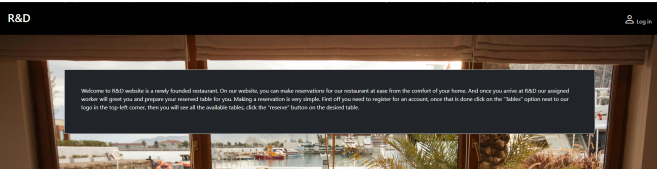 R&D
Log in
Welcome to R&D website is a newly founded restaurant. On our website, you can make reservations for our restaurant at ease from the comfort of your home. And once you arrive at R&D our assigned
worker will greet you and prepare your reserved table for you. Making a reservation is very simple. First off you need to register for an account, once that is done click on the "Tables" option next to our
logo in the top-left corner, then you will see all the available tables, click the "reserve" button on the desired table.